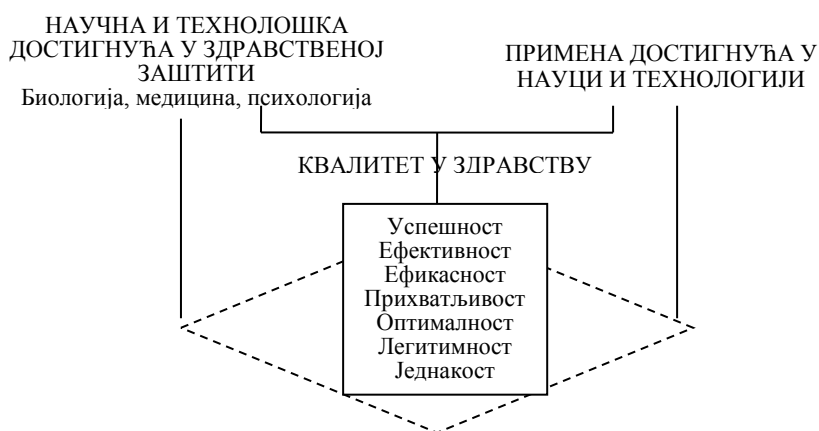 НАУЧНА И ТЕХНОЛОШКА
ДОСТИГНУЋА У ЗДРАВСТВЕНОЈ
ЗАШТИТИ
Биологија, медицина, психологија
ПРИМЕНА ДОСТИГНУЋА У
НАУЦИ И ТЕХНОЛОГИЈИ
КВАЛИТЕТ У ЗДРАВСТВУ
Успешност
Ефективност
Ефикасност
Прихватљивост
Оптималност
Легитимност
Једнакост